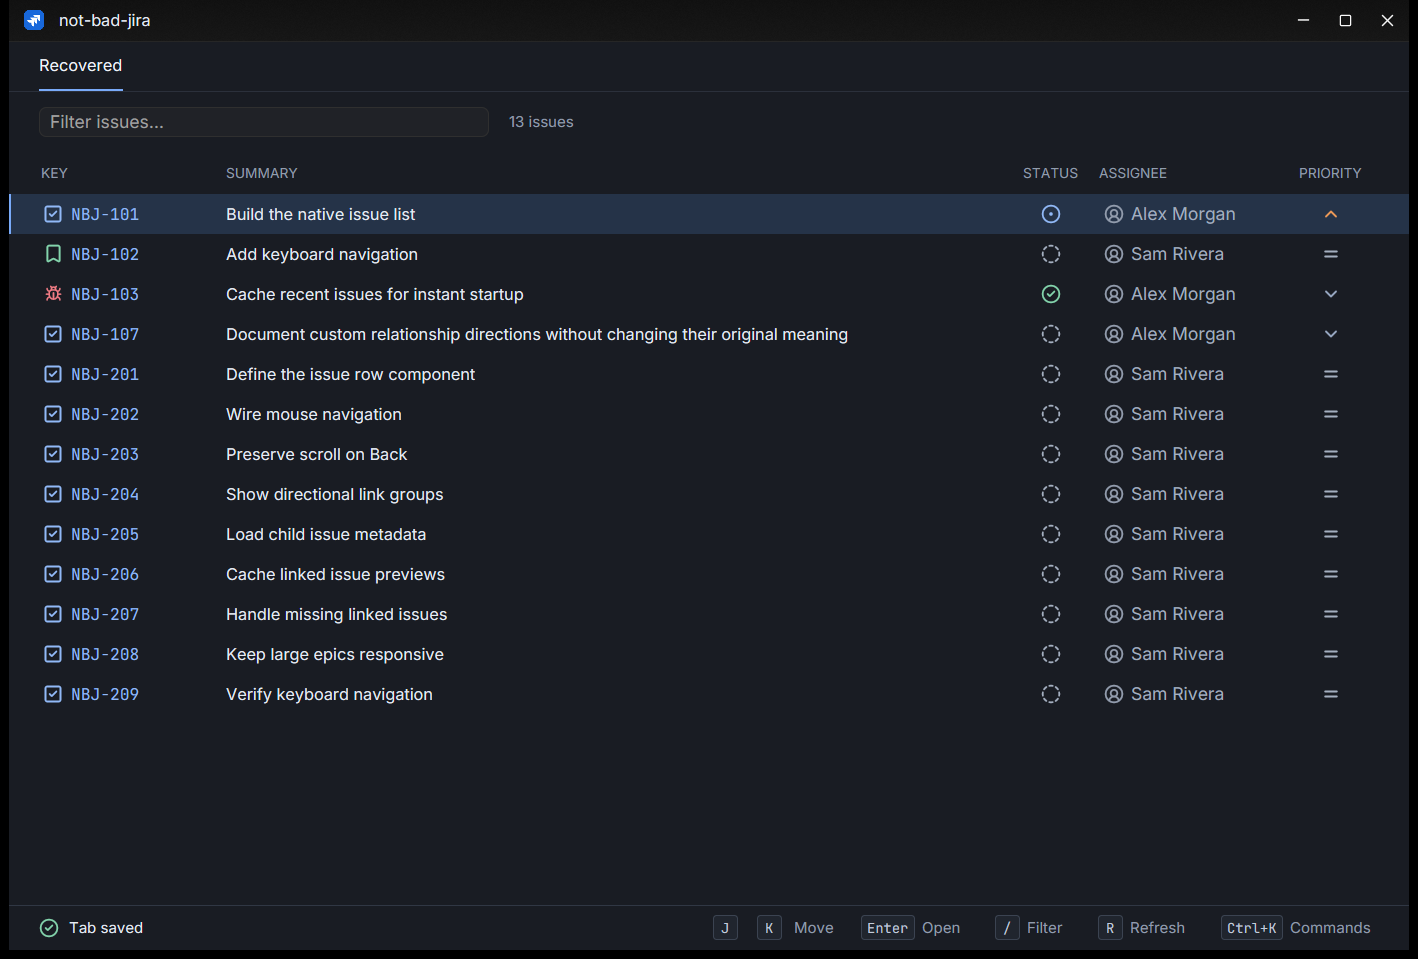 not-bad-jira
Recovered
Filter issues...
13 issues
KEY SUMMARY STATUS ASSIGNEE PRIORITY
NBJ-101 Build the native issue list Alex Morgan
NBJ-102 Add keyboard navigation Sam Rivera
NBJ-103 Cache recent issues for instant startup Alex Morgan
NBJ-107 Document custom relationship directions without changing their original meaning Alex Morgan
NBJ-201 Define the issue row component Sam Rivera
NBJ-202 Wire mouse navigation Sam Rivera
NBJ-203 Preserve scroll on Back Sam Rivera
NBJ-204 Show directional link groups Sam Rivera
NBJ-205 Load child issue metadata Sam Rivera
NBJ-206 Cache linked issue previews Sam Rivera
NBJ-207 Handle missing linked issues Sam Rivera
NBJ-208 Keep large epics responsive Sam Rivera
NBJ-209 Verify keyboard navigation Sam Rivera
Tab saved J K Move Enter Open / Filter R Refresh Ctrl+K Commands